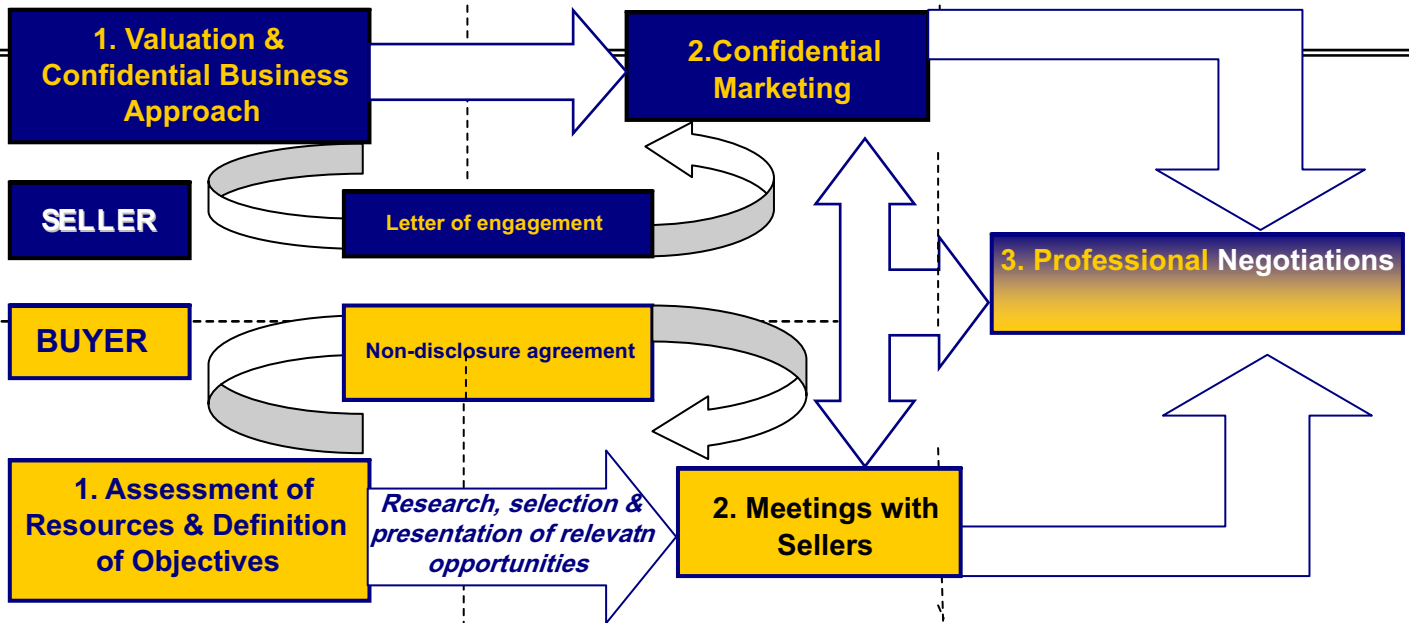 1. Valuation &
Confidential Business
Approach
2.Confidential
Marketing
SELLER
Letter of engagement
3. Professional Negotiations
BUYER
Non-disclosure agreement
1. Assessment of
Resources & Definition
of Objectives
Research, selection &
presentation of relevatn
opportunities
2. Meetings with
Sellers